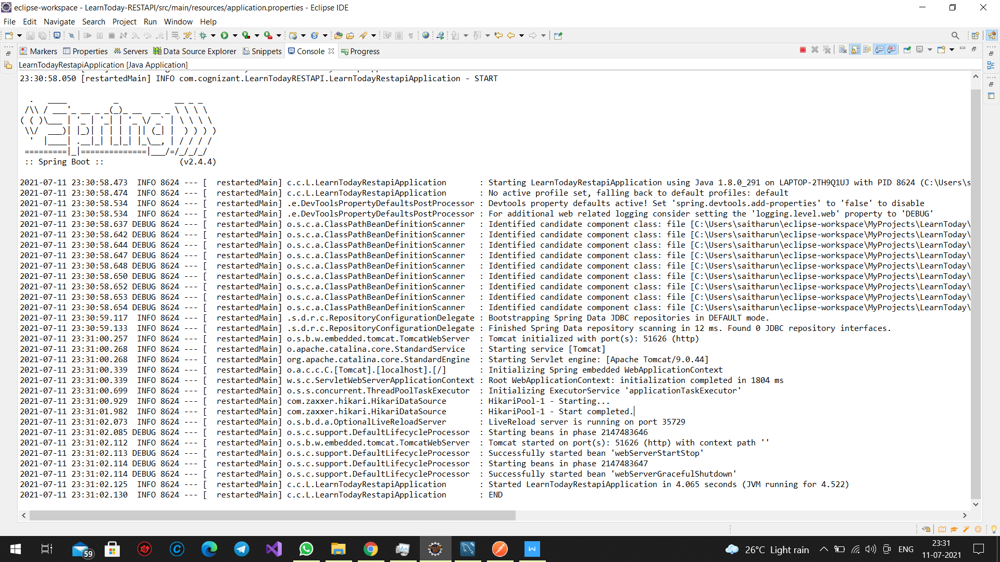 eclipse-workspace - LearnToday-RESTAPI/src/main/resources/application.properties - Eclipse IDE
File Edit Navigate Search Project Run Window Help
Markers Properties Servers Data Source Explorer Snippets Console Progress
LearnTodayRestapiApplication [Java Application]
23:30:58.050 [restartedMain] INFO com.cognizant.LearnTodayRESTAPI.LearnTodayRestapiApplication - START
  .   ____          _            __ _ _
 /\\ / ___'_ __ _ _(_)_ __  __ _ \ \ \ \
( ( )\___ | '_ | '_| | '_ \/ _` | \ \ \ \
 \\/  ___)| |_)| | | | | || (_| |  ) ) ) )
  '  |____| .__|_| |_|_| |_\__, | / / / /
 =========|_|==============|___/=/_/_/_/
 :: Spring Boot ::                (v2.4.4)
2021-07-11 23:30:58.473  INFO 8624 --- [  restartedMain] c.c.L.LearnTodayRestapiApplication       : Starting LearnTodayRestapiApplication using Java 1.8.0_291 on LAPTOP-2TH9Q1UJ with PID 8624 (C:\Users\s
2021-07-11 23:30:58.474  INFO 8624 --- [  restartedMain] c.c.L.LearnTodayRestapiApplication       : No active profile set, falling back to default profiles: default
2021-07-11 23:30:58.534  INFO 8624 --- [  restartedMain] .e.DevToolsPropertyDefaultsPostProcessor : Devtools property defaults active! Set 'spring.devtools.add-properties' to 'false' to disable
2021-07-11 23:30:58.534  INFO 8624 --- [  restartedMain] .e.DevToolsPropertyDefaultsPostProcessor : For additional web related logging consider setting the 'logging.level.web' property to 'DEBUG'
2021-07-11 23:30:58.637 DEBUG 8624 --- [  restartedMain] o.s.c.a.ClassPathBeanDefinitionScanner   : Identified candidate component class: file [C:\Users\saitharun\eclipse-workspace\MyProjects\LearnToday\
2021-07-11 23:30:58.642 DEBUG 8624 --- [  restartedMain] o.s.c.a.ClassPathBeanDefinitionScanner   : Identified candidate component class: file [C:\Users\saitharun\eclipse-workspace\MyProjects\LearnToday\
2021-07-11 23:30:58.644 DEBUG 8624 --- [  restartedMain] o.s.c.a.ClassPathBeanDefinitionScanner   : Identified candidate component class: file [C:\Users\saitharun\eclipse-workspace\MyProjects\LearnToday\
2021-07-11 23:30:58.647 DEBUG 8624 --- [  restartedMain] o.s.c.a.ClassPathBeanDefinitionScanner   : Identified candidate component class: file [C:\Users\saitharun\eclipse-workspace\MyProjects\LearnToday\
2021-07-11 23:30:58.648 DEBUG 8624 --- [  restartedMain] o.s.c.a.ClassPathBeanDefinitionScanner   : Identified candidate component class: file [C:\Users\saitharun\eclipse-workspace\MyProjects\LearnToday\
2021-07-11 23:30:58.650 DEBUG 8624 --- [  restartedMain] o.s.c.a.ClassPathBeanDefinitionScanner   : Identified candidate component class: file [C:\Users\saitharun\eclipse-workspace\MyProjects\LearnToday\
2021-07-11 23:30:58.652 DEBUG 8624 --- [  restartedMain] o.s.c.a.ClassPathBeanDefinitionScanner   : Identified candidate component class: file [C:\Users\saitharun\eclipse-workspace\MyProjects\LearnToday\
2021-07-11 23:30:58.653 DEBUG 8624 --- [  restartedMain] o.s.c.a.ClassPathBeanDefinitionScanner   : Identified candidate component class: file [C:\Users\saitharun\eclipse-workspace\MyProjects\LearnToday\
2021-07-11 23:30:58.654 DEBUG 8624 --- [  restartedMain] o.s.c.a.ClassPathBeanDefinitionScanner   : Identified candidate component class: file [C:\Users\saitharun\eclipse-workspace\MyProjects\LearnToday\
2021-07-11 23:30:59.117  INFO 8624 --- [  restartedMain] .s.d.r.c.RepositoryConfigurationDelegate : Bootstrapping Spring Data JDBC repositories in DEFAULT mode.
2021-07-11 23:30:59.133  INFO 8624 --- [  restartedMain] .s.d.r.c.RepositoryConfigurationDelegate : Finished Spring Data repository scanning in 12 ms. Found 0 JDBC repository interfaces.
2021-07-11 23:31:00.257  INFO 8624 --- [  restartedMain] o.s.b.w.embedded.tomcat.TomcatWebServer  : Tomcat initialized with port(s): 51626 (http)
2021-07-11 23:31:00.268  INFO 8624 --- [  restartedMain] o.apache.catalina.core.StandardService   : Starting service [Tomcat]
2021-07-11 23:31:00.268  INFO 8624 --- [  restartedMain] org.apache.catalina.core.StandardEngine  : Starting Servlet engine: [Apache Tomcat/9.0.44]
2021-07-11 23:31:00.339  INFO 8624 --- [  restartedMain] o.a.c.c.C.[Tomcat].[localhost].[/]       : Initializing Spring embedded WebApplicationContext
2021-07-11 23:31:00.339  INFO 8624 --- [  restartedMain] w.s.c.ServletWebServerApplicationContext : Root WebApplicationContext: initialization completed in 1804 ms
2021-07-11 23:31:00.699  INFO 8624 --- [  restartedMain] o.s.s.concurrent.ThreadPoolTaskExecutor  : Initializing ExecutorService 'applicationTaskExecutor'
2021-07-11 23:31:00.929  INFO 8624 --- [  restartedMain] com.zaxxer.hikari.HikariDataSource       : HikariPool-1 - Starting...
2021-07-11 23:31:01.982  INFO 8624 --- [  restartedMain] com.zaxxer.hikari.HikariDataSource       : HikariPool-1 - Start completed.
2021-07-11 23:31:02.073  INFO 8624 --- [  restartedMain] o.s.b.d.a.OptionalLiveReloadServer       : LiveReload server is running on port 35729
2021-07-11 23:31:02.085 DEBUG 8624 --- [  restartedMain] o.s.c.support.DefaultLifecycleProcessor  : Starting beans in phase 2147483646
2021-07-11 23:31:02.112  INFO 8624 --- [  restartedMain] o.s.b.w.embedded.tomcat.TomcatWebServer  : Tomcat started on port(s): 51626 (http) with context path ''
2021-07-11 23:31:02.113 DEBUG 8624 --- [  restartedMain] o.s.c.support.DefaultLifecycleProcessor  : Successfully started bean 'webServerStartStop'
2021-07-11 23:31:02.114 DEBUG 8624 --- [  restartedMain] o.s.c.support.DefaultLifecycleProcessor  : Starting beans in phase 2147483647
2021-07-11 23:31:02.114 DEBUG 8624 --- [  restartedMain] o.s.c.support.DefaultLifecycleProcessor  : Successfully started bean 'webServerGracefulShutdown'
2021-07-11 23:31:02.125  INFO 8624 --- [  restartedMain] c.c.L.LearnTodayRestapiApplication       : Started LearnTodayRestapiApplication in 4.065 seconds (JVM running for 4.522)
2021-07-11 23:31:02.130  INFO 8624 --- [  restartedMain] c.c.L.LearnTodayRestapiApplication       : END
59
26°C Light rain
ENG
23:31
11-07-2021